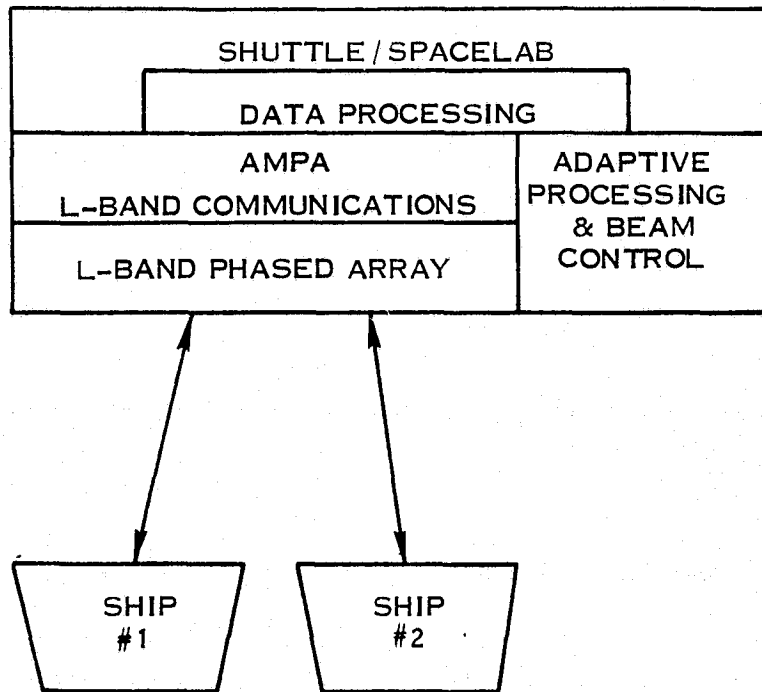 SHUTTLE / SPACELAB
DATA PROCESSING
AMPA
L-BAND COMMUNICATIONS
L-BAND PHASED ARRAY
ADAPTIVE
PROCESSING
& BEAM
CONTROL
SHIP
#1
SHIP
#2